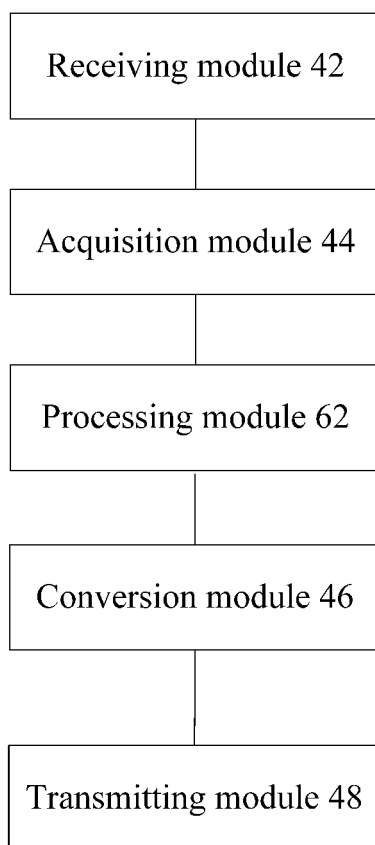 Receiving module 42
Acquisition module 44
Processing module 62
Conversion module 46
Transmitting module 48